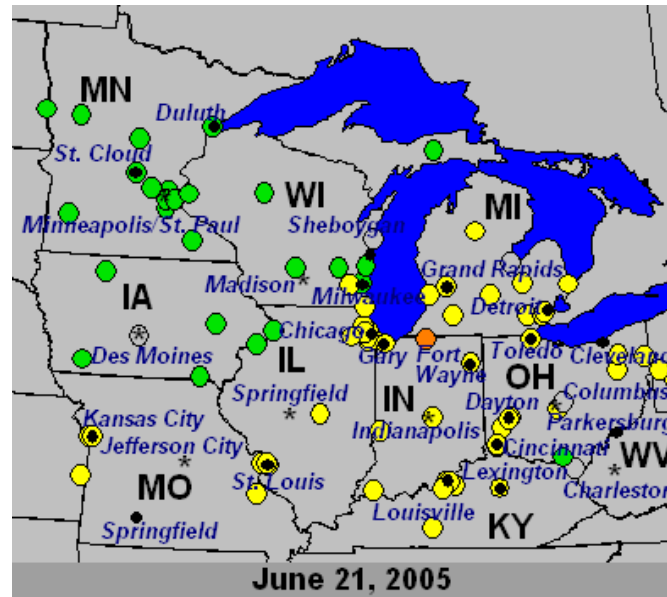 MN
Duluth
St. Cloud
WI
MI
Minneapolis/St. Paul
Sheboygan
Grand Rapids
Madison
Milwaukee
IA
Detroit
Chicago
Des Moines
IL
Gary
Fort Wayne
Toledo
Cleveland
OH
Springfield
IN
Columbus
Dayton
Kansas City
Indianapolis
Parkersburg
Jefferson City
Cincinnati
WV
MO
St. Louis
Lexington
Charleston
Louisville
Springfield
KY
June 21, 2005